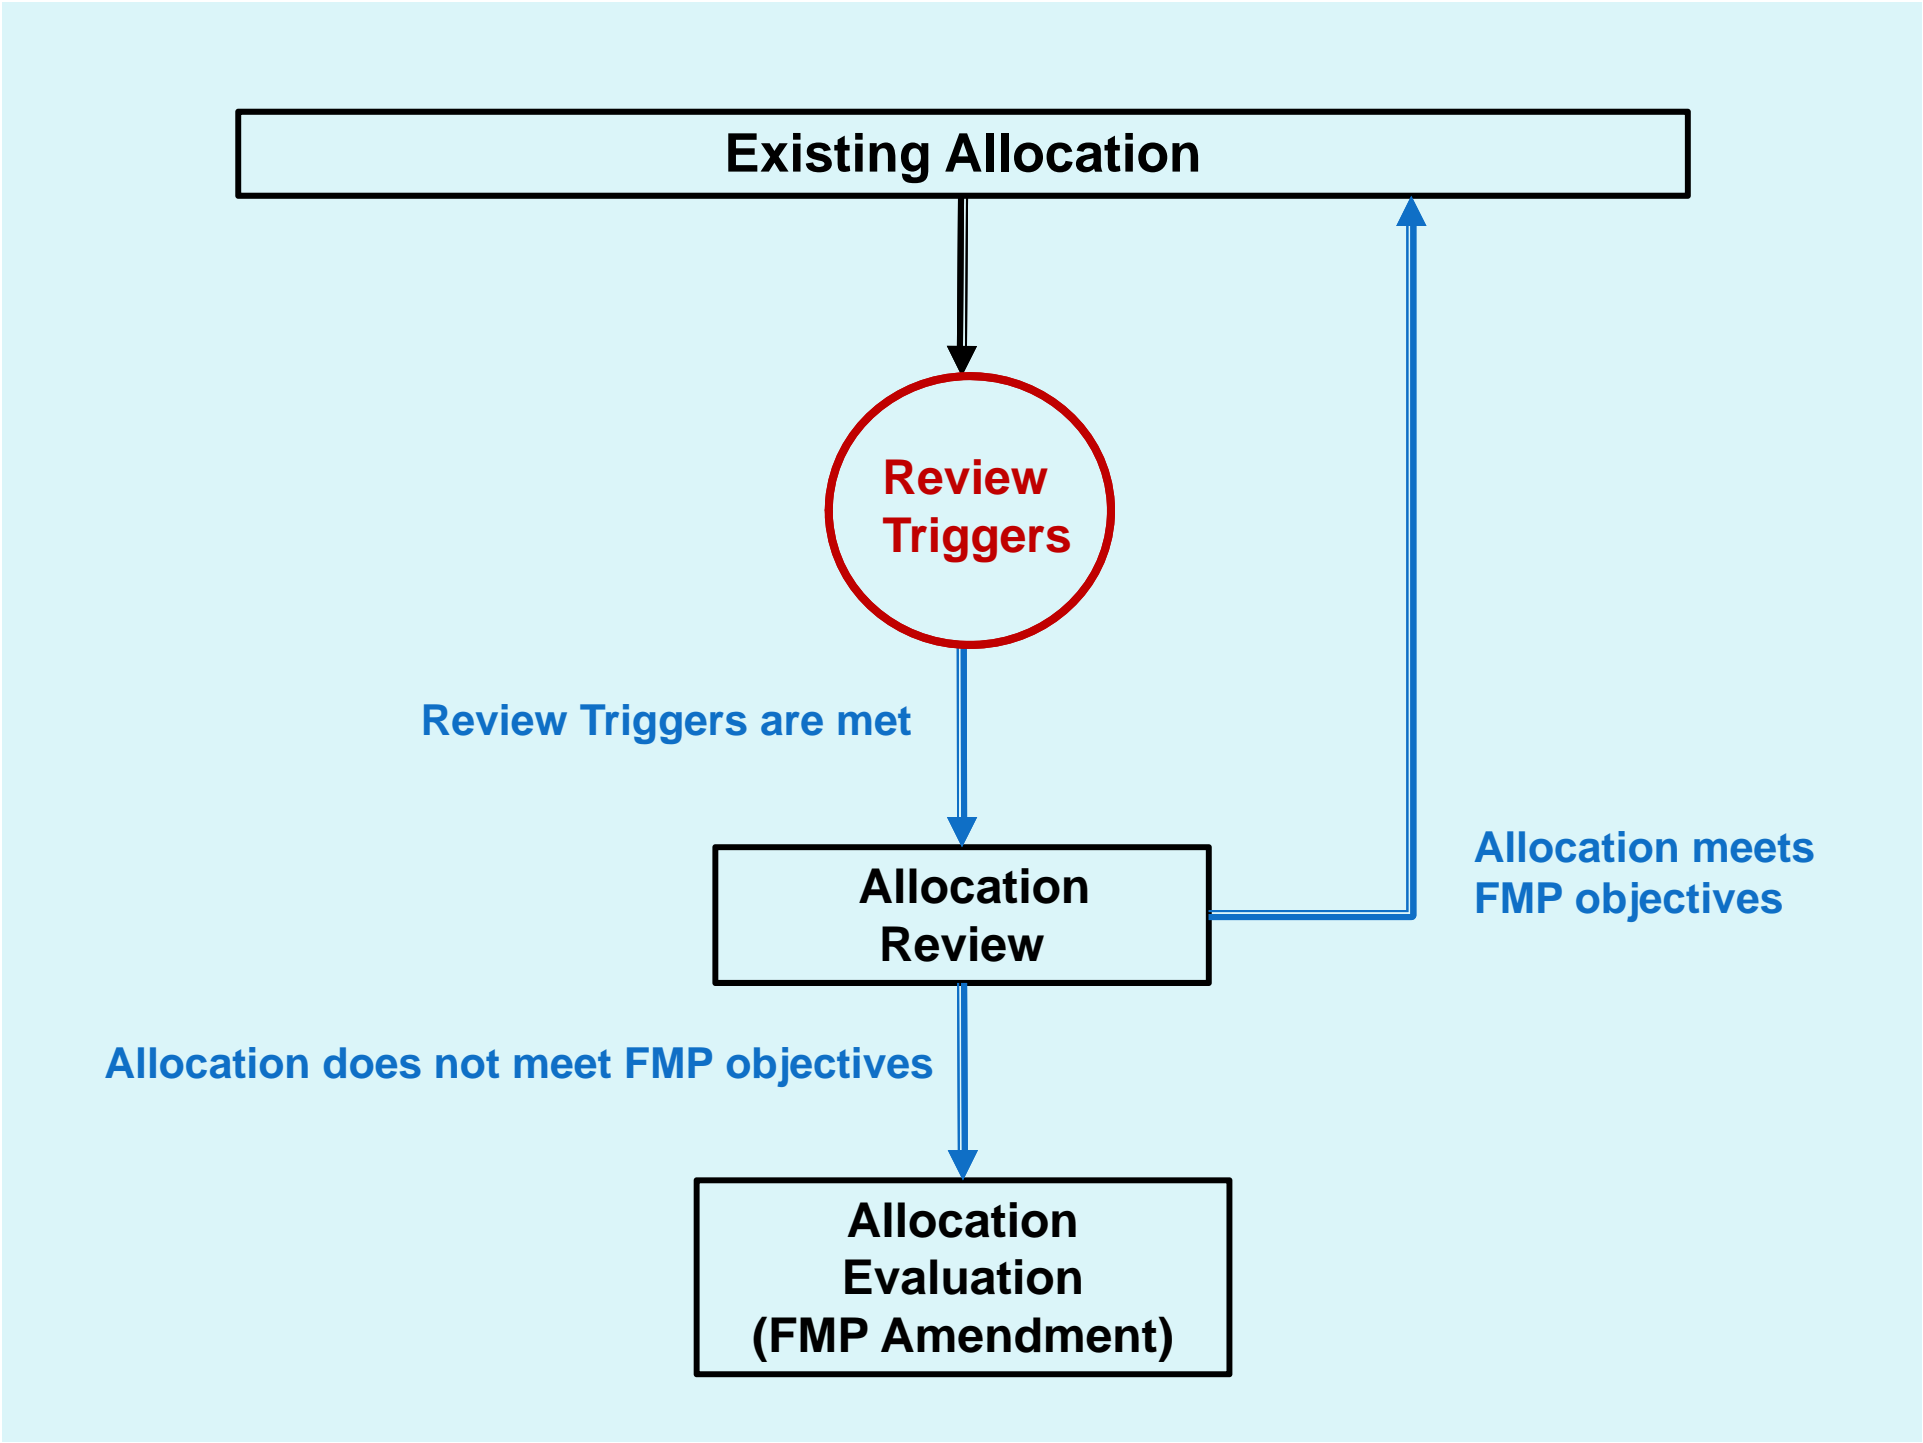 Existing Allocation
Review
Triggers
Review Triggers are met
Allocation
Review
Allocation meets
FMP objectives
Allocation does not meet FMP objectives
Allocation
Evaluation
(FMP Amendment)